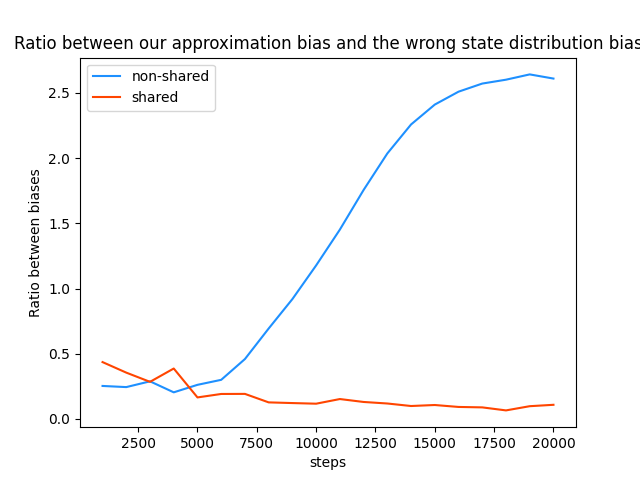 Ratio between our approximation bias and the wrong state distribution bias
non-shared
shared
Ratio between biases
2.5
2.0
1.5
1.0
0.5
0.0
2500 5000 7500 10000 12500 15000 17500 20000
steps